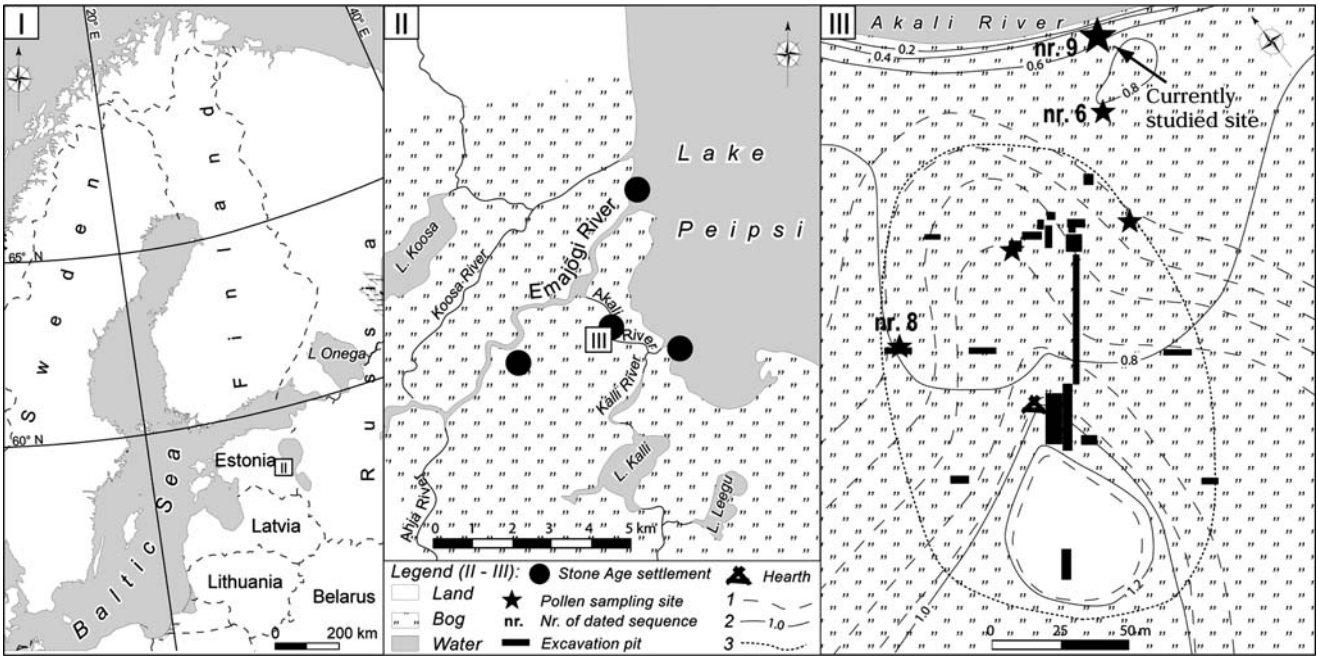 I
20° E
40° E
65° N
60° N
Sweden
Finland
Russia
L Onega
Estonia
II
Latvia
Lithuania
Belarus
Baltic Sea
0 200 km
II
Lake
Peipsi
L. Koosa
Koosa River
Emajõgi River
Akali
River
III
Kalli River
L. Kalli
L. Leegu
Ahja River
0 1 2 3 4 5 km
Legend (II - III):
Land
Bog
Water
Stone Age settlement
Pollen sampling site
nr. Nr. of dated sequence
Excavation pit
Hearth
1
2 1.0
3
III
Akali River
0.2
0.4
0.6
nr. 9
0.8
nr. 6
Currently
studied site
nr. 8
0.8
1.0
1.2
0 25 50 m